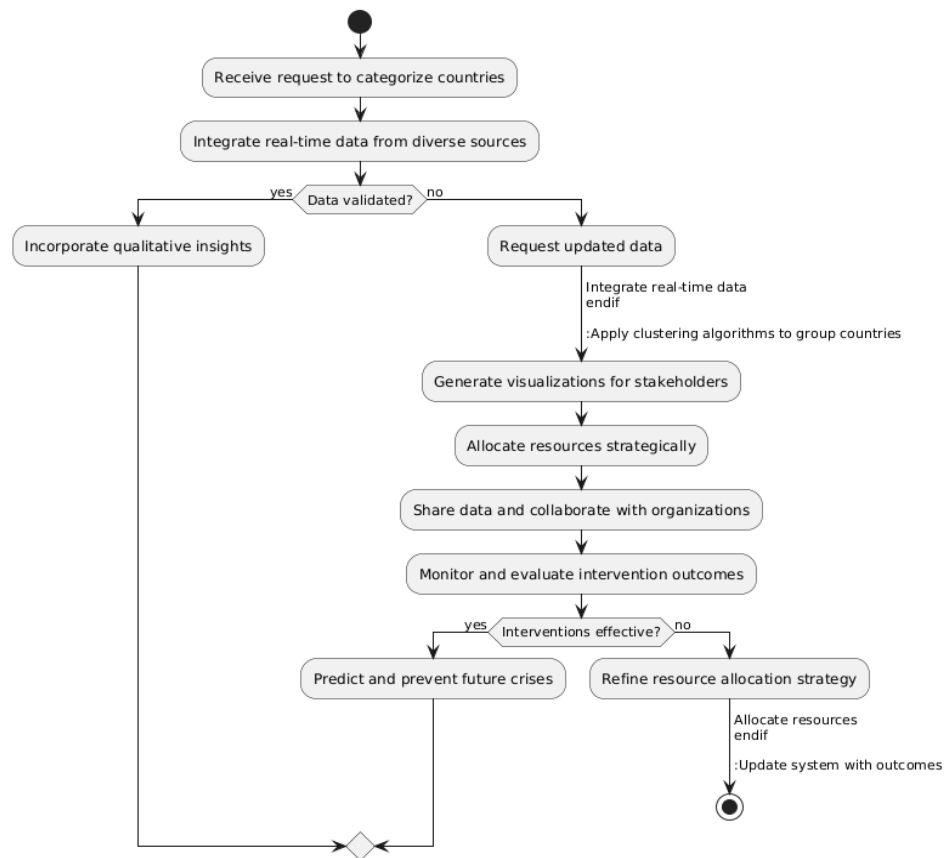 Receive request to categorize countries
Integrate real-time data from diverse sources
yes
Data validated?
no
Incorporate qualitative insights
Request updated data
Integrate real-time data
endif
:Apply clustering algorithms to group countries
Generate visualizations for stakeholders
Allocate resources strategically
Share data and collaborate with organizations
Monitor and evaluate intervention outcomes
yes
Interventions effective?
no
Predict and prevent future crises
Refine resource allocation strategy
Allocate resources
endif
:Update system with outcomes